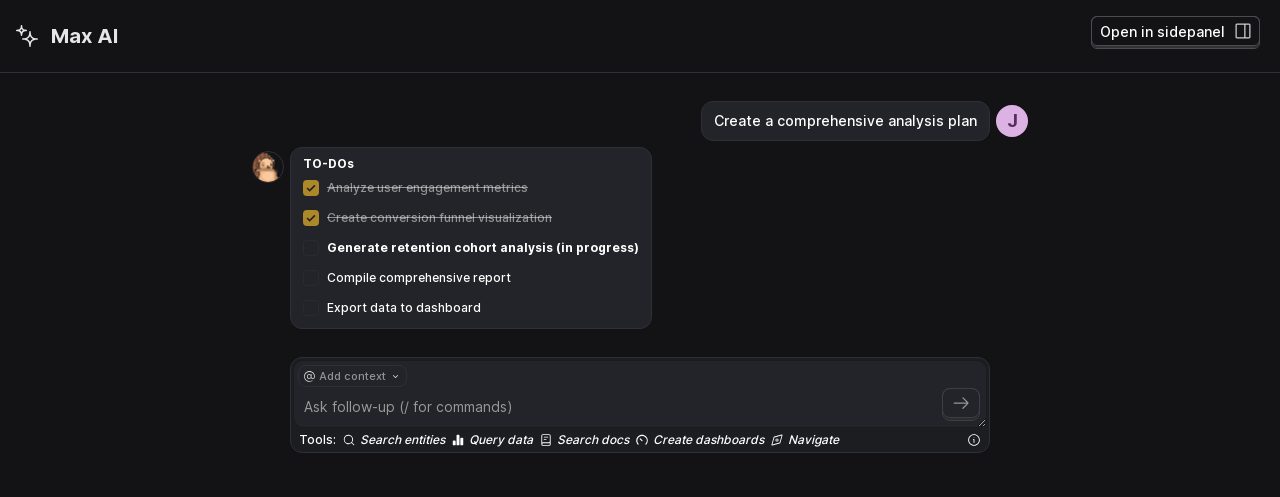 Max AI
Open in sidepanel
Create a comprehensive analysis plan
J
TO-DOs
Analyze user engagement metrics
Create conversion funnel visualization
Generate retention cohort analysis (in progress)
Compile comprehensive report
Export data to dashboard
@ Add context
Ask follow-up (/ for commands)
Tools: Search entities Query data Search docs Create dashboards Navigate